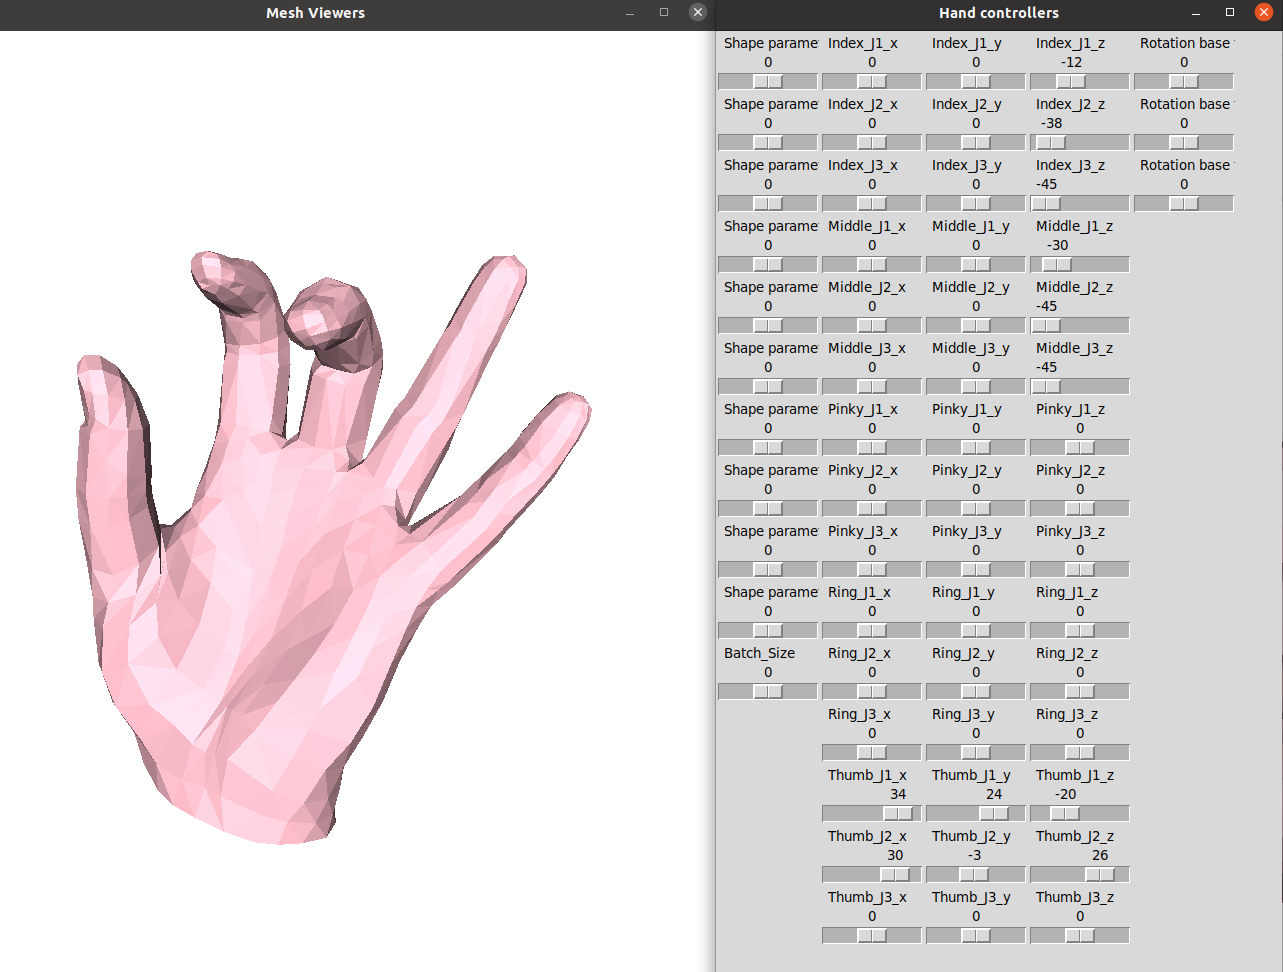 Mesh Viewers
Hand controllers
Shape parame Index_J1_x Index_J1_y Index_J1_z Rotation base
0 0 0 -12 0
Shape parame Index_J2_x Index_J2_y Index_J2_z Rotation base
0 0 0 -38 0
Shape parame Index_J3_x Index_J3_y Index_J3_z Rotation base
0 0 0 -45 0
Shape parame Middle_J1_x Middle_J1_y Middle_J1_z
0 0 0 -30
Shape parame Middle_J2_x Middle_J2_y Middle_J2_z
0 0 0 -45
Shape parame Middle_J3_x Middle_J3_y Middle_J3_z
0 0 0 -45
Shape parame Pinky_J1_x Pinky_J1_y Pinky_J1_z
0 0 0 0
Shape parame Pinky_J2_x Pinky_J2_y Pinky_J2_z
0 0 0 0
Shape parame Pinky_J3_x Pinky_J3_y Pinky_J3_z
0 0 0 0
Shape parame Ring_J1_x Ring_J1_y Ring_J1_z
0 0 0 0
Batch_Size Ring_J2_x Ring_J2_y Ring_J2_z
0 0 0 0
Ring_J3_x Ring_J3_y Ring_J3_z
0 0 0
Thumb_J1_x Thumb_J1_y Thumb_J1_z
34 24 -20
Thumb_J2_x Thumb_J2_y Thumb_J2_z
30 -3 26
Thumb_J3_x Thumb_J3_y Thumb_J3_z
0 0 0